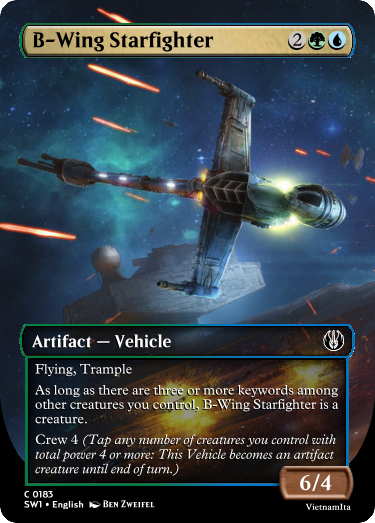 B-Wing Starfighter 2
Artifact — Vehicle
Flying, Trample
As long as there are three or more keywords among
other creatures you control, B-Wing Starfighter is a
creature.
Crew 4 (Tap any number of creatures you control with
total power 4 or more: This Vehicle becomes an artifact
creature until end of turn.)
6/4
C 0183
SW1 • English BEN ZWEIFEL
VietnamIta